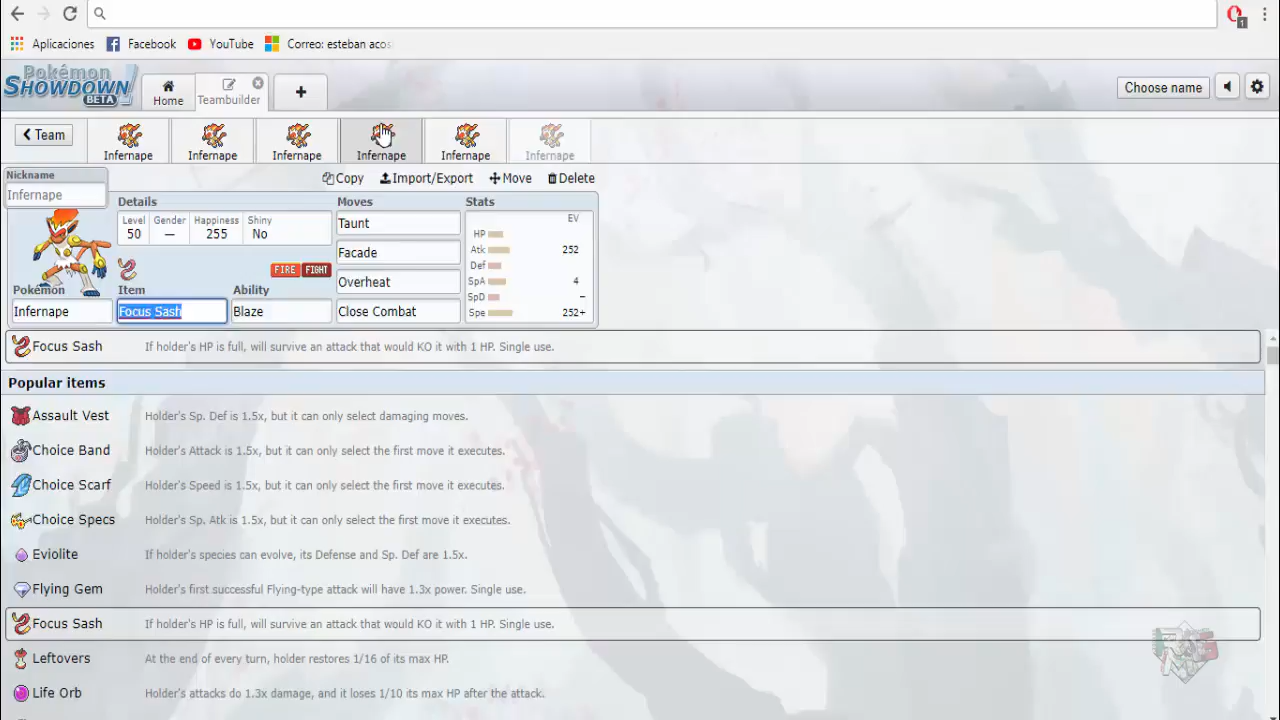 Aplicaciones Facebook YouTube Correo: esteban acos
1
Pokémon
SHOWDOWN
BETA
Home
Teambuilder
+
Choose name
Team
Infernape Infernape Infernape Infernape Infernape Infernape
Copy Import/Export Move Delete
Nickname
Infernape
Details Moves Stats
Level Gender Happiness Shiny
50 — 255 No
Taunt
Facade
Overheat
Close Combat
EV
HP
Atk 252
Def
SpA 4
SpD –
Spe 252+
FIRE FIGHT
Pokémon Item Ability
Infernape Focus Sash Blaze
Focus Sash If holder's HP is full, will survive an attack that would KO it with 1 HP. Single use.
Popular items
Assault Vest Holder's Sp. Def is 1.5x, but it can only select damaging moves.
Choice Band Holder's Attack is 1.5x, but it can only select the first move it executes.
Choice Scarf Holder's Speed is 1.5x, but it can only select the first move it executes.
Choice Specs Holder's Sp. Atk is 1.5x, but it can only select the first move it executes.
Eviolite If holder's species can evolve, its Defense and Sp. Def are 1.5x.
Flying Gem Holder's first successful Flying-type attack will have 1.3x power. Single use.
Focus Sash If holder's HP is full, will survive an attack that would KO it with 1 HP. Single use.
Leftovers At the end of every turn, holder restores 1/16 of its max HP.
Life Orb Holder's attacks do 1.3x damage, and it loses 1/10 its max HP after the attack.